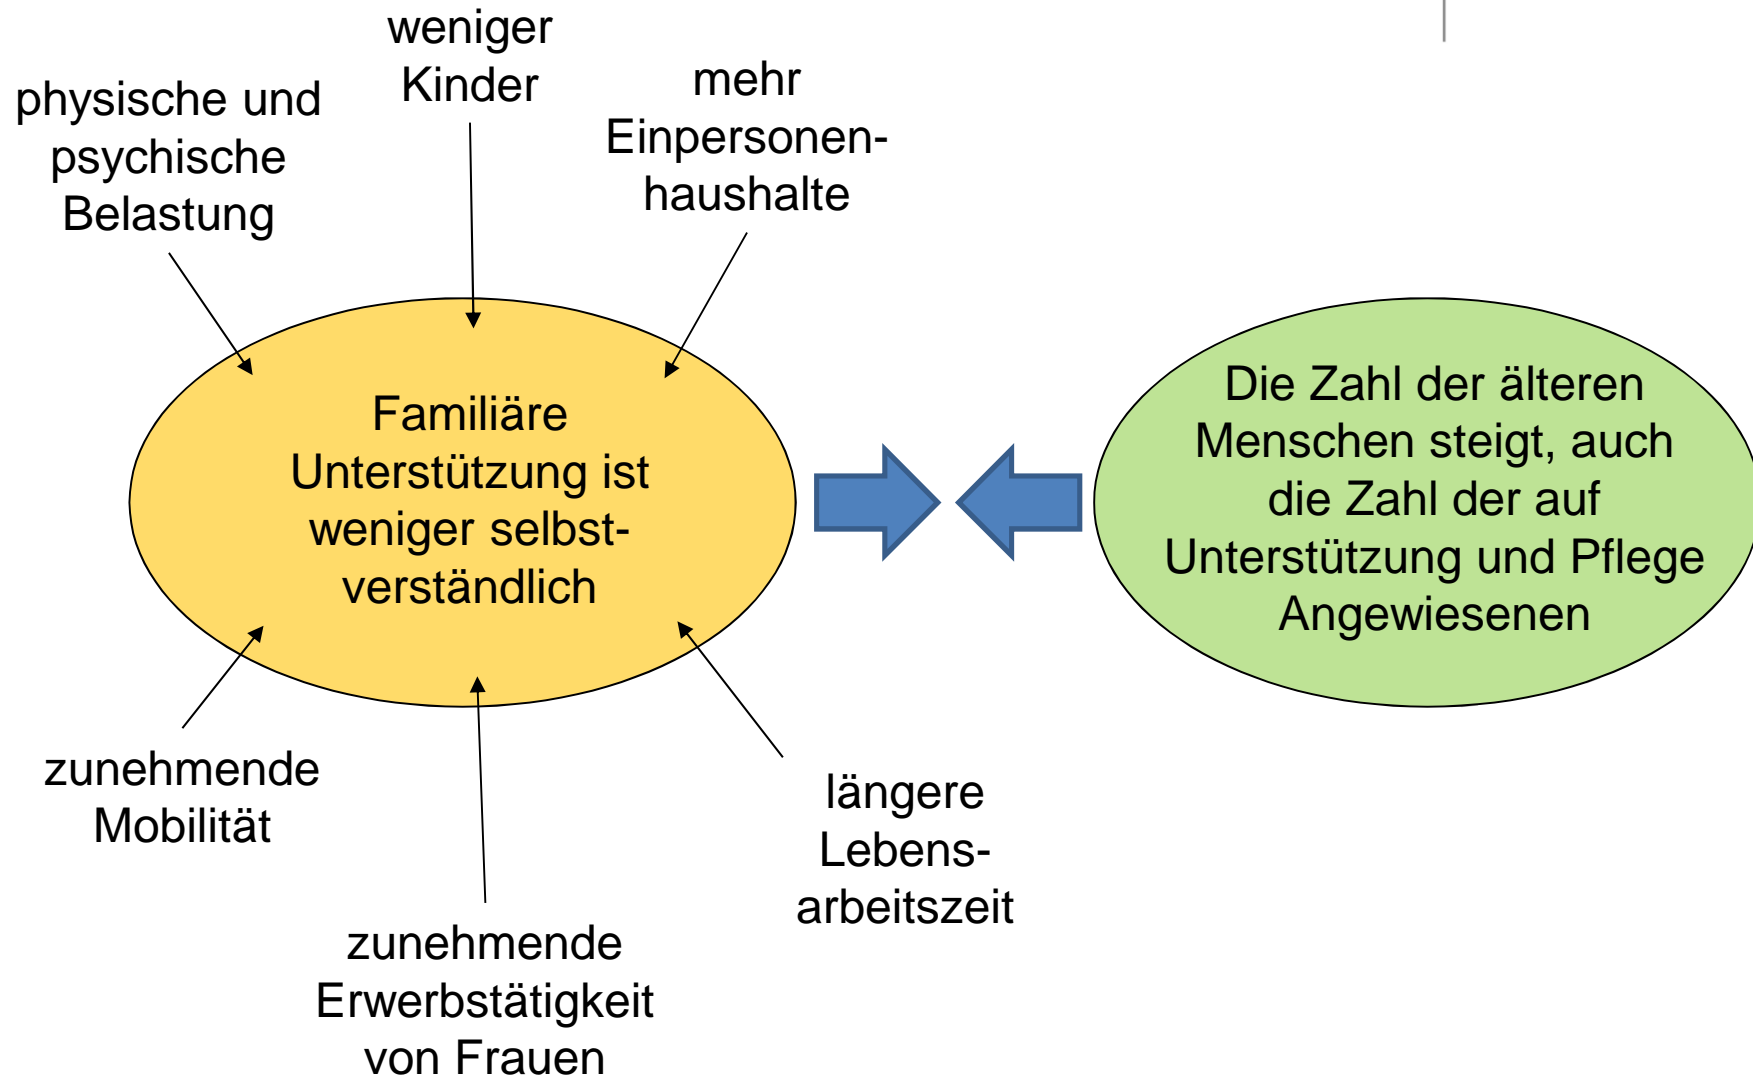 weniger
Kinder
mehr
Einpersonen-
haushalte
physische und
psychische
Belastung
Familiäre
Unterstützung ist
weniger selbst-
verständlich
Die Zahl der älteren
Menschen steigt, auch
die Zahl der auf
Unterstützung und Pflege
Angewiesenen
zunehmende
Mobilität
längere
Lebens-
arbeitszeit
zunehmende
Erwerbstätigkeit
von Frauen